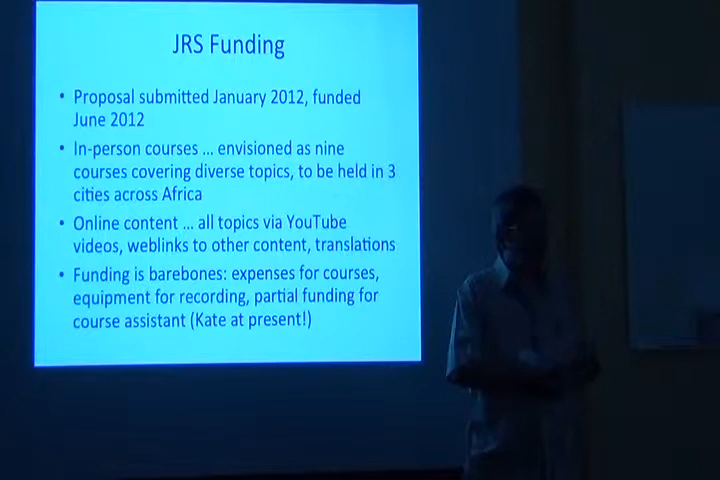 JRS Funding
• Proposal submitted January 2012, funded
June 2012
• In-person courses ... envisioned as nine
courses covering diverse topics, to be held in 3
cities across Africa
• Online content ... all topics via YouTube
videos, weblinks to other content, translations
• Funding is barebones: expenses for courses,
equipment for recording, partial funding for
course assistant (Kate at present!)